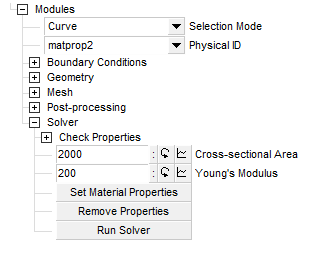 Modules
Curve Selection Mode
matprop2 Physical ID
Boundary Conditions
Geometry
Mesh
Post-processing
Solver
Check Properties
2000 : Cross-sectional Area
200 : Young's Modulus
Set Material Properties
Remove Properties
Run Solver